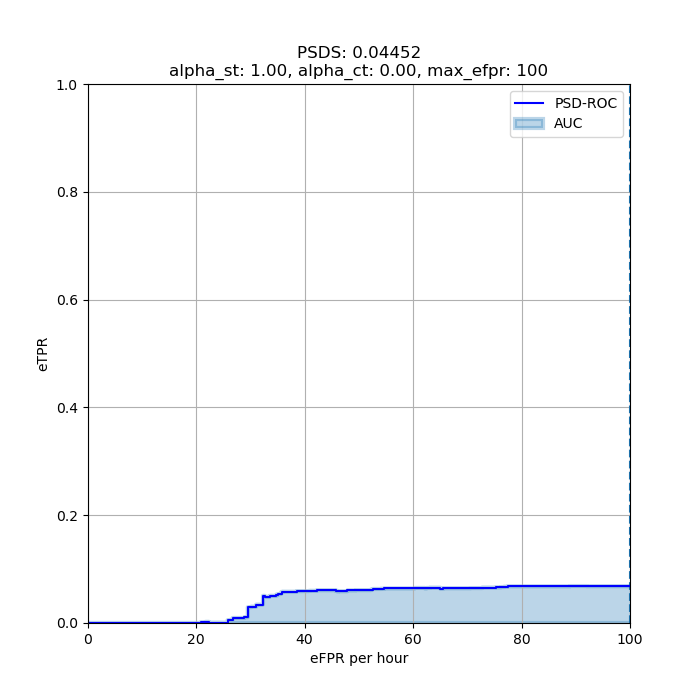 PSDS: 0.04452
alpha_st: 1.00, alpha_ct: 0.00, max_efpr: 100
PSD-ROC
AUC
1.0
0.8
0.6
0.4
0.2
0.0
eTPR
0 20 40 60 80 100
eFPR per hour